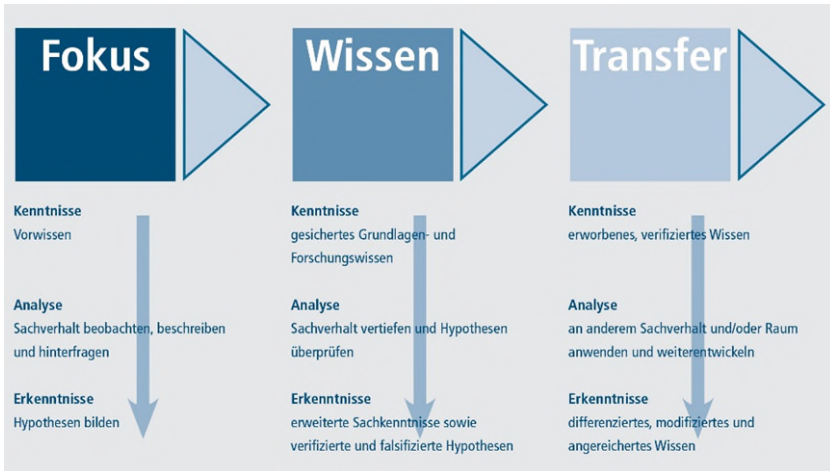 Fokus
Wissen
Transfer
Kenntnisse
Vorwissen
Analyse
Sachverhalt beobachten, beschreiben
und hinterfragen
Erkenntnisse
Hypothesen bilden
Kenntnisse
gesichertes Grundlagen- und
Forschungswissen
Analyse
Sachverhalt vertiefen und Hypothesen
überprüfen
Erkenntnisse
erweiterte Sachkenntnisse sowie
verifizierte und falsifizierte Hypothesen
Kenntnisse
erworbenes, verifiziertes Wissen
Analyse
an anderem Sachverhalt und/oder Raum
anwenden und weiterentwickeln
Erkenntnisse
differenziertes, modifiziertes und
angereichertes Wissen